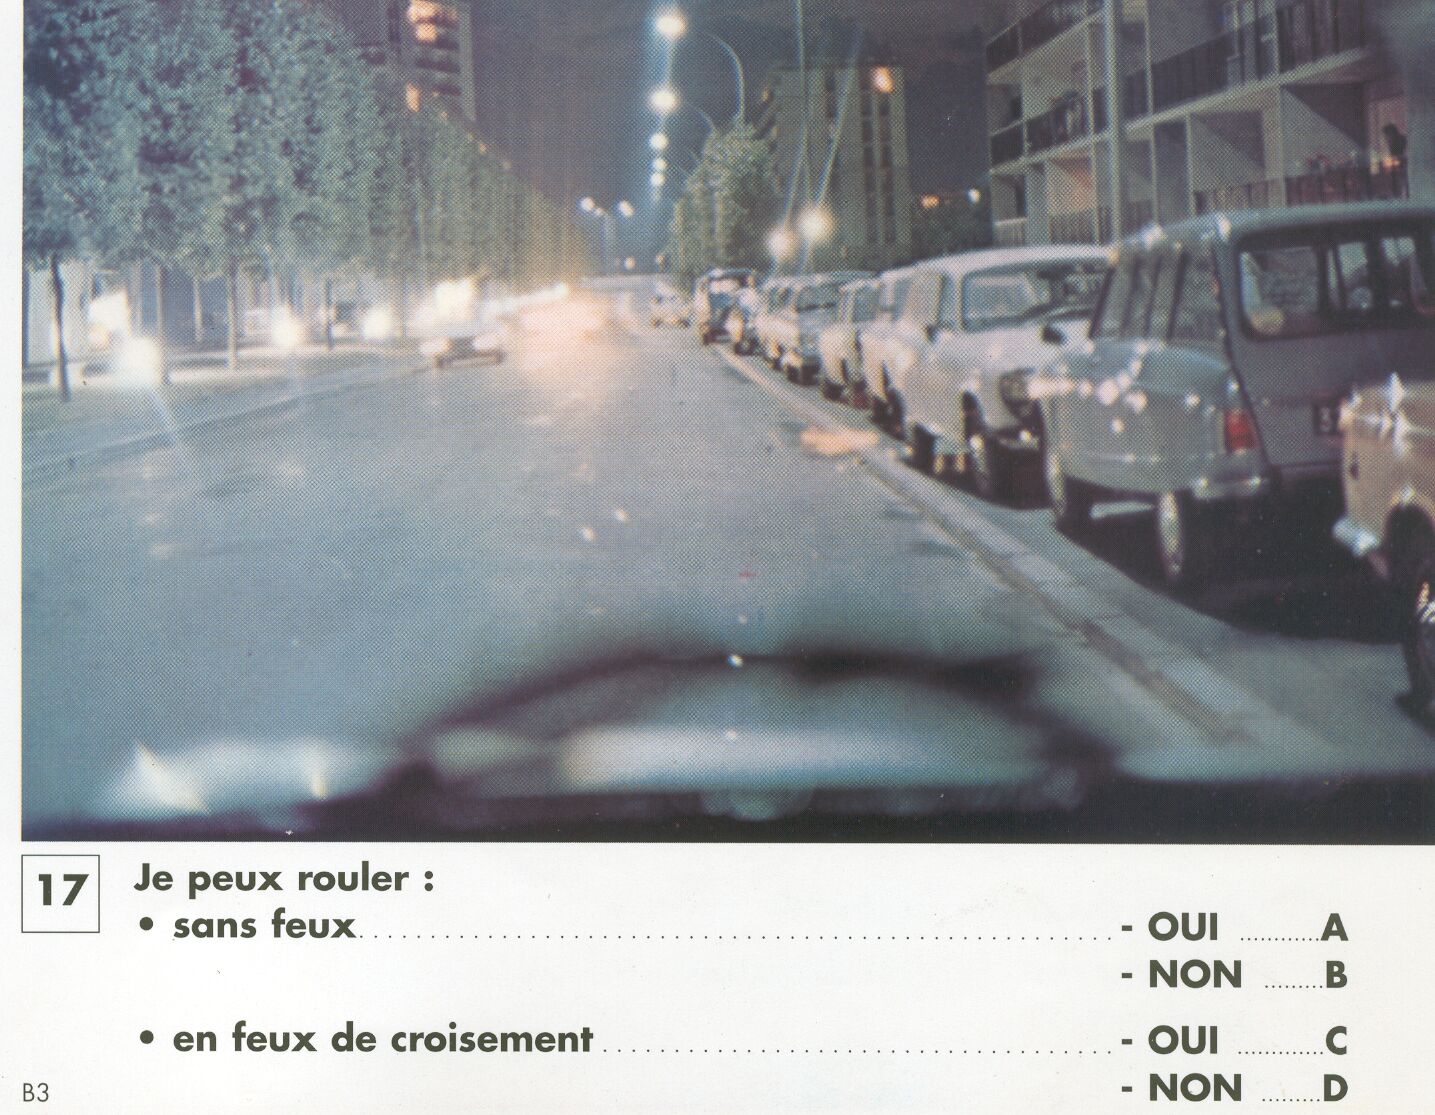 17 Je peux rouler :
• sans feux - OUI A
- NON B
• en feux de croisement - OUI C
- NON D
B3